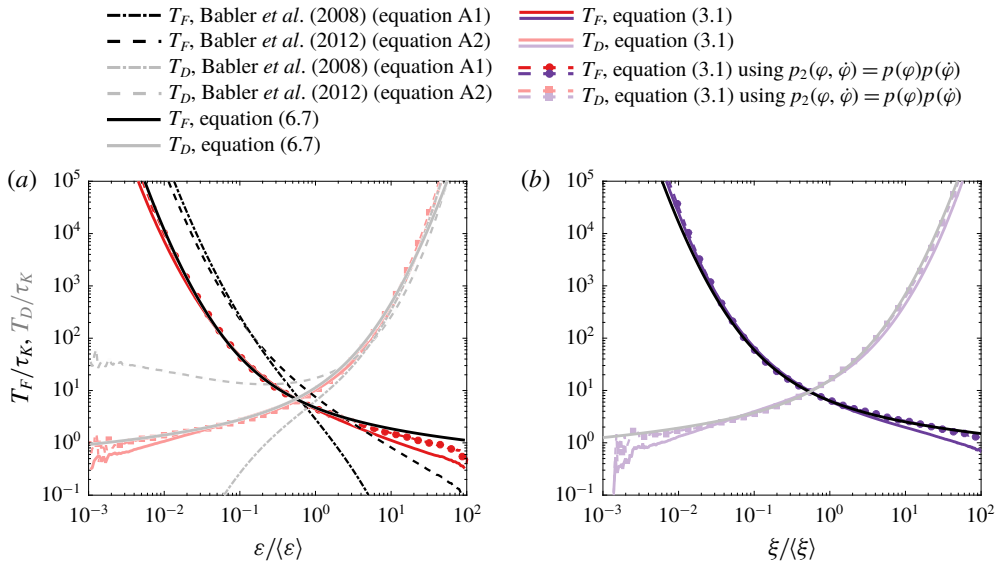 T_F, Babler et al. (2008) (equation A1)
T_F, Babler et al. (2012) (equation A2)
T_D, Babler et al. (2008) (equation A1)
T_D, Babler et al. (2012) (equation A2)
T_F, equation (6.7)
T_D, equation (6.7)
T_F, equation (3.1)
T_D, equation (3.1)
T_F, equation (3.1) using p_2(φ, φ̇) = p(φ)p(φ̇)
T_D, equation (3.1) using p_2(φ, φ̇) = p(φ)p(φ̇)
(a)
T_F/τ_K, T_D/τ_K
10^5
10^4
10^3
10^2
10^1
10^0
10^−1
10^−3 10^−2 10^−1 10^0 10^1 10^2
ε/⟨ε⟩
(b)
10^5
10^4
10^3
10^2
10^1
10^0
10^−1
10^−3 10^−2 10^−1 10^0 10^1 10^2
ξ/⟨ξ⟩